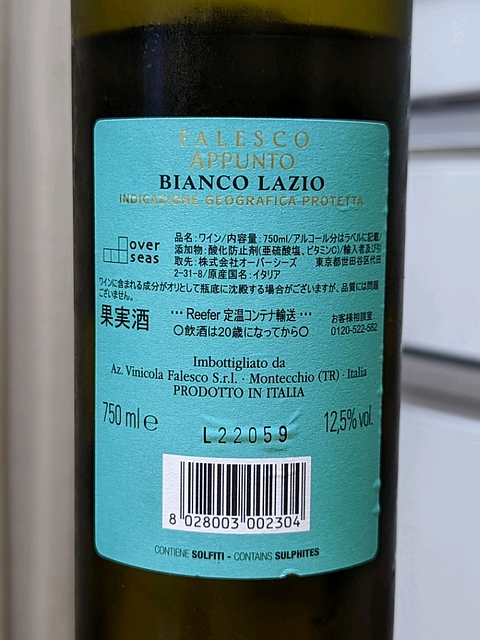 FALESCO
APPUNTO
BIANCO LAZIO
INDICAZIONE GEOGRAFICA PROTETTA
over
seas
品名:ワイン/内容量:750ml/アルコール分はラベルに記載/
添加物:酸化防止剤(亜硫酸塩、ビタミンC)/輸入者及び引
取先:株式会社オーバーシーズ 東京都世田谷区代田
2-31-8/原産国名:イタリア
ワインに含まれる成分がオリとして瓶底に沈殿する場合がございますが、品質には問題
ございません。
果実酒
··· Reefer 定温コンテナ輸送 ···
○飲酒は20歳になってから○
お客様相談室:
0120-522-582
Imbottigliato da
Az. Vinicola Falesco S.r.l. · Montecchio (TR) · Italia
PRODOTTO IN ITALIA
750 ml e
12,5% vol.
L22059
8 028003 002304
CONTIENE SOLFITI - CONTAINS SULPHITES